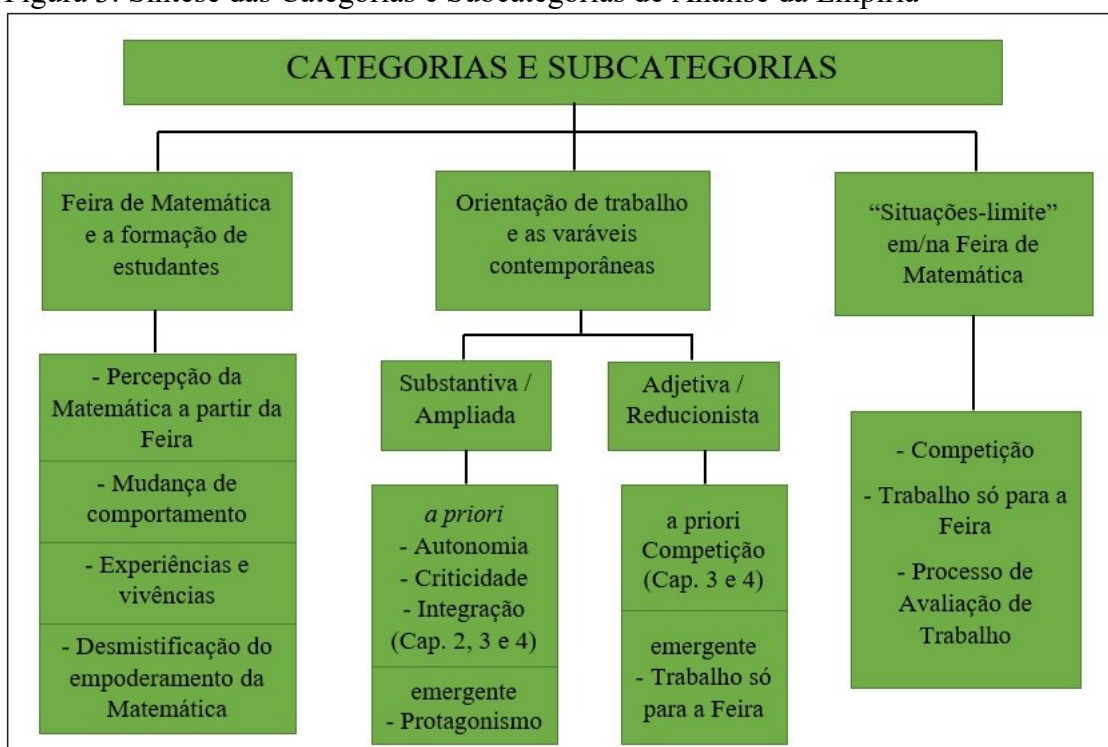 Figura 5: Síntese das Categorias e Subcategorias de Análise da Empiria
CATEGORIAS E SUBCATEGORIAS
Feira de Matemática
e a formação de
estudantes
- Percepção da
Matemática a partir da
Feira
- Mudança de
comportamento
- Experiências e
vivências
- Desmistificação do
empoderamento da
Matemática
Orientação de trabalho
e as varáveis
contemporâneas
Substantiva /
Ampliada
a priori
- Autonomia
- Criticidade
- Integração
(Cap. 2, 3 e 4)
emergente
- Protagonismo
Adjetiva /
Reducionista
a priori
Competição
(Cap. 3 e 4)
emergente
- Trabalho só
para a Feira
“Situações-limite”
em/na Feira de
Matemática
- Competição
- Trabalho só para a
Feira
- Processo de
Avaliação de
Trabalho